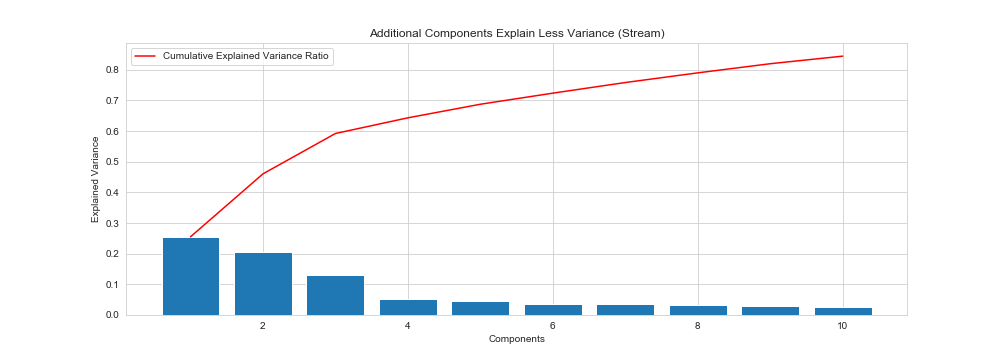 Additional Components Explain Less Variance (Stream)
Cumulative Explained Variance Ratio
Explained Variance
0.8
0.7
0.6
0.5
0.4
0.3
0.2
0.1
0.0
2 4 6 8 10
Components